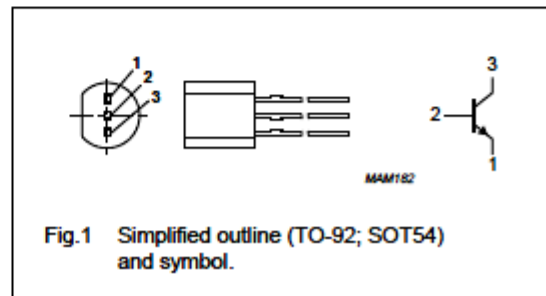 1
2
3
3
2
1
MAM182
Fig.1 Simplified outline (TO-92; SOT54)
and symbol.